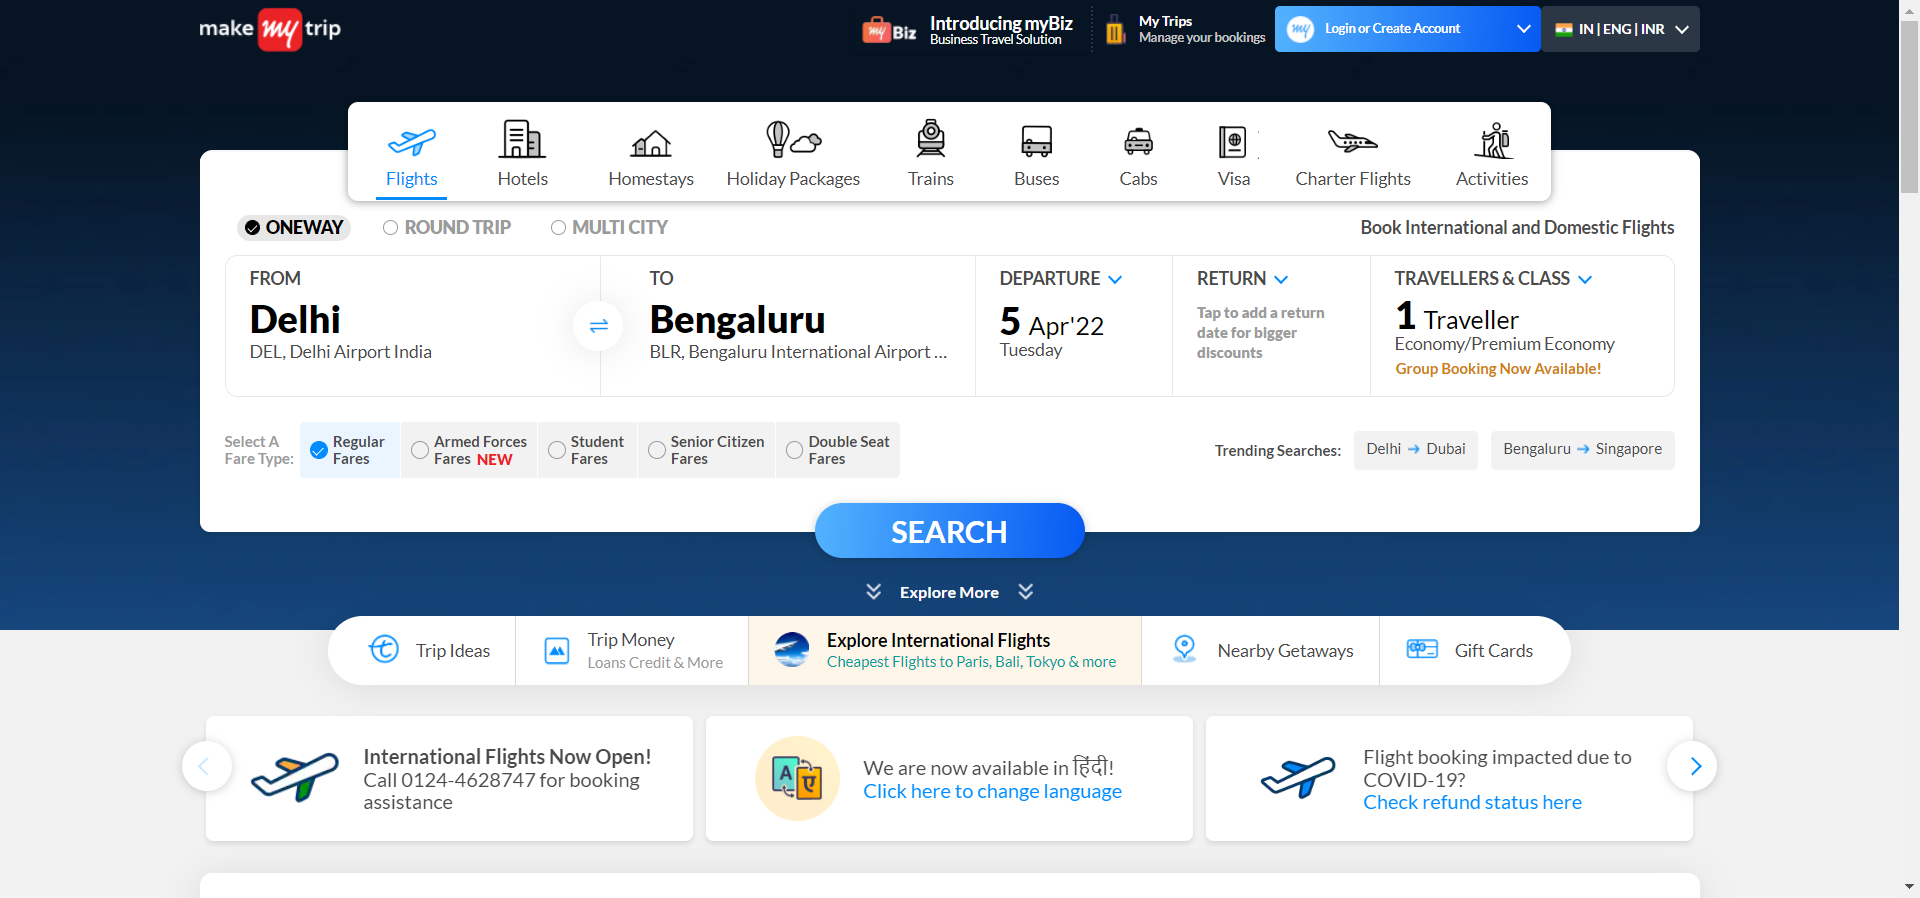 make my trip
my Biz
Introducing myBiz
Business Travel Solution
My Trips
Manage your bookings
my
Login or Create Account
IN | ENG | INR
Flights
Hotels
Homestays
Holiday Packages
Trains
Buses
Cabs
Visa
Charter Flights
Activities
ONEWAY
ROUND TRIP
MULTI CITY
Book International and Domestic Flights
FROM
Delhi
DEL, Delhi Airport India
TO
Bengaluru
BLR, Bengaluru International Airport ...
DEPARTURE
5 Apr'22
Tuesday
RETURN
Tap to add a return
date for bigger
discounts
TRAVELLERS & CLASS
1 Traveller
Economy/Premium Economy
Group Booking Now Available!
Select A
Fare Type:
Regular
Fares
Armed Forces
Fares NEW
Student
Fares
Senior Citizen
Fares
Double Seat
Fares
Trending Searches:
Delhi → Dubai
Bengaluru → Singapore
SEARCH
Explore More
Trip Ideas
Trip Money
Loans Credit & More
Explore International Flights
Cheapest Flights to Paris, Bali, Tokyo & more
Nearby Getaways
Gift Cards
International Flights Now Open!
Call 0124-4628747 for booking
assistance
A
ए
We are now available in हिंदी!
Click here to change language
Flight booking impacted due to
COVID-19?
Check refund status here